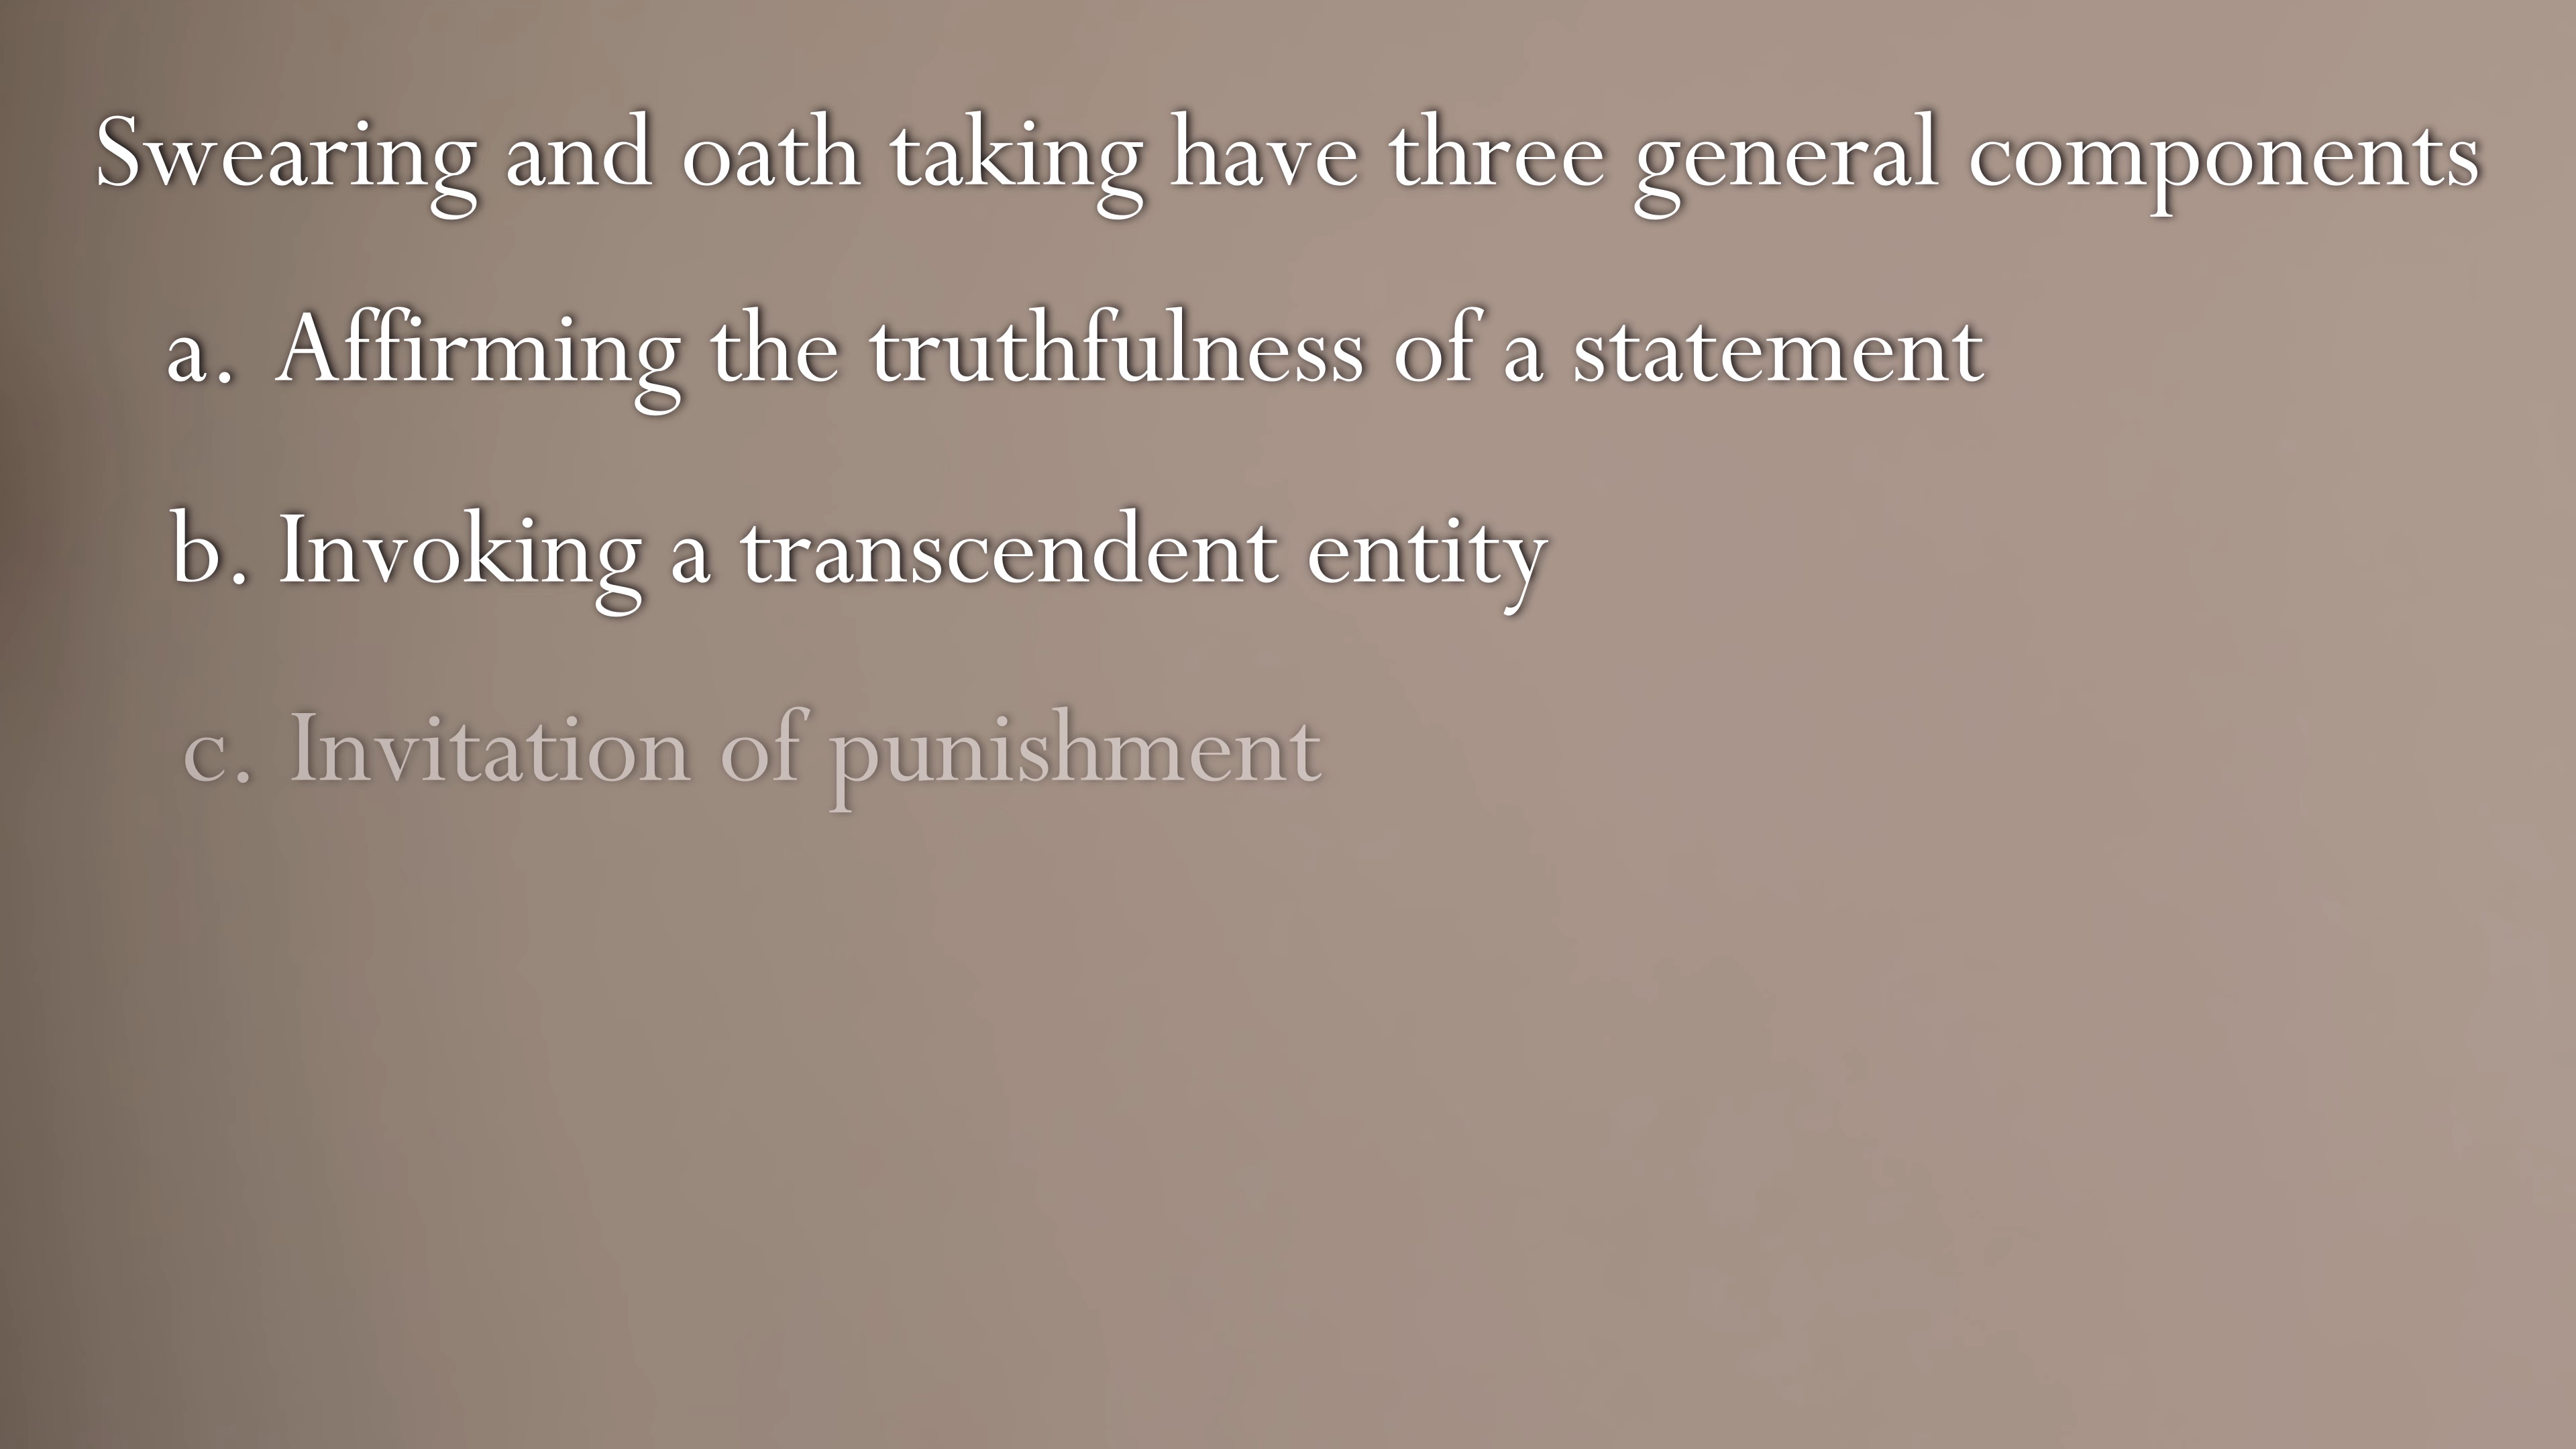 Swearing and oath taking have three general components
a. Affirming the truthfulness of a statement
b. Invoking a transcendent entity
c. Invitation of punishment